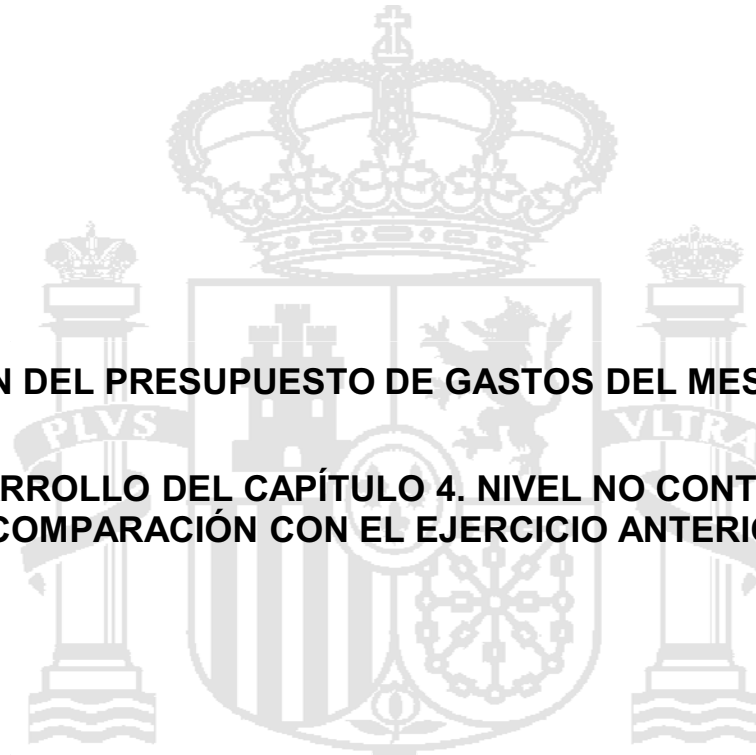 N DEL PRESUPUESTO DE GASTOS DEL MES
PLVS VLTRA
RROLLO DEL CAPÍTULO 4. NIVEL NO CONT
COMPARACIÓN CON EL EJERCICIO ANTERI